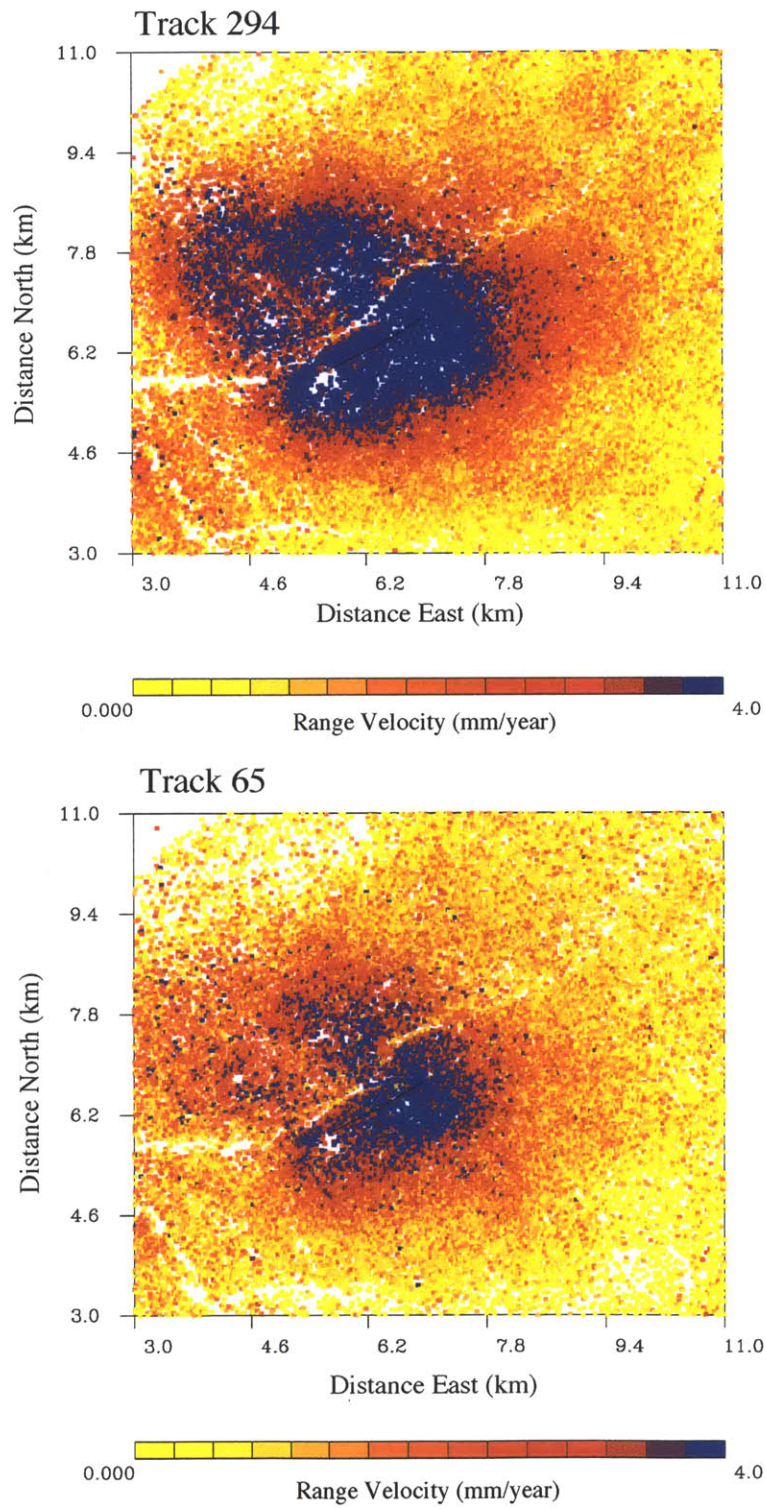 Track 294
11.0
9.4
7.8
6.2
4.6
3.0
Distance North (km)
3.0 4.6 6.2 7.8 9.4 11.0
Distance East (km)
0.000 4.0
Range Velocity (mm/year)
Track 65
11.0
9.4
7.8
6.2
4.6
3.0
Distance North (km)
3.0 4.6 6.2 7.8 9.4 11.0
Distance East (km)
0.000 4.0
Range Velocity (mm/year)